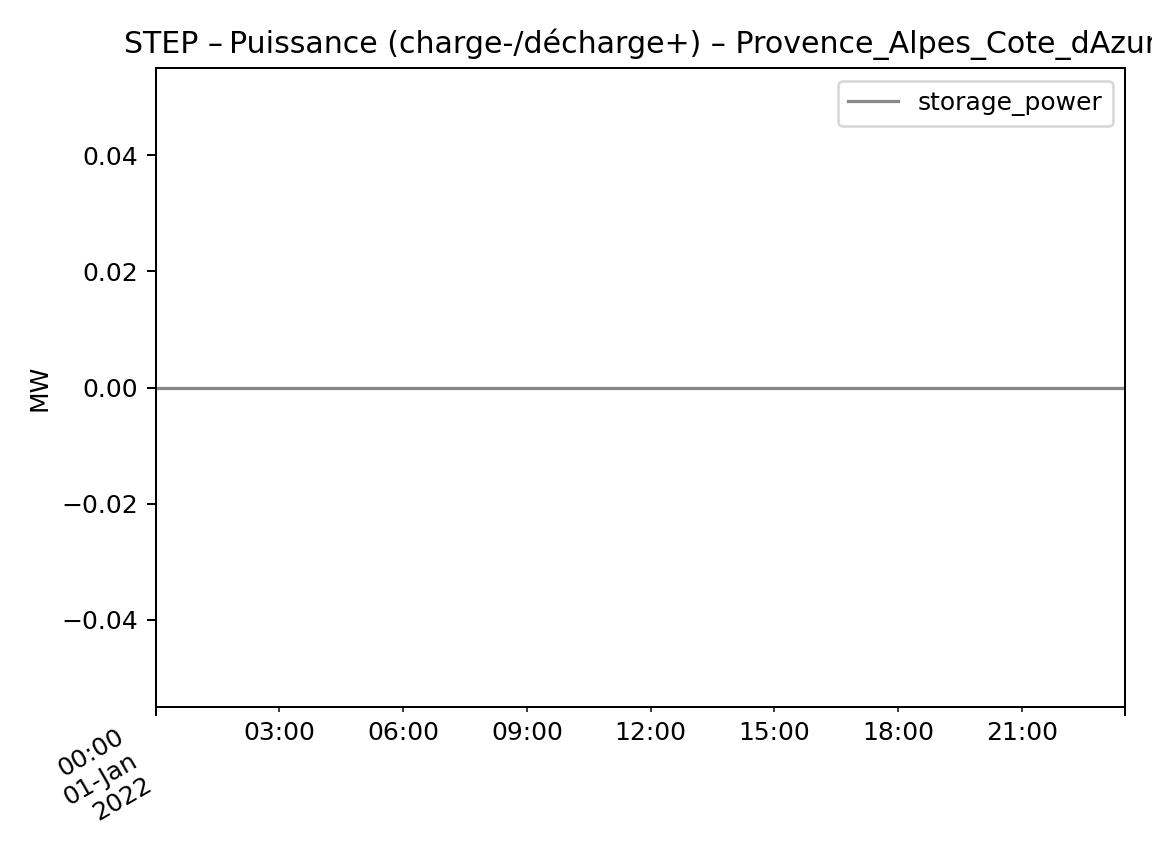 STEP – Puissance (charge-/décharge+) – Provence_Alpes_Cote_dAzur
storage_power
0.04
0.02
0.00
−0.02
−0.04
MW
03:00 06:00 09:00 12:00 15:00 18:00 21:00
00:00
01-Jan
2022